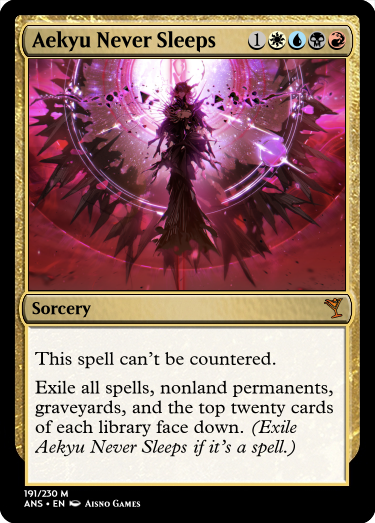 Aekyu Never Sleeps 1
Sorcery
This spell can't be countered.
Exile all spells, nonland permanents,
graveyards, and the top twenty cards
of each library face down. (Exile
Aekyu Never Sleeps if it's a spell.)
191/230 M
ANS • EN Aisno Games